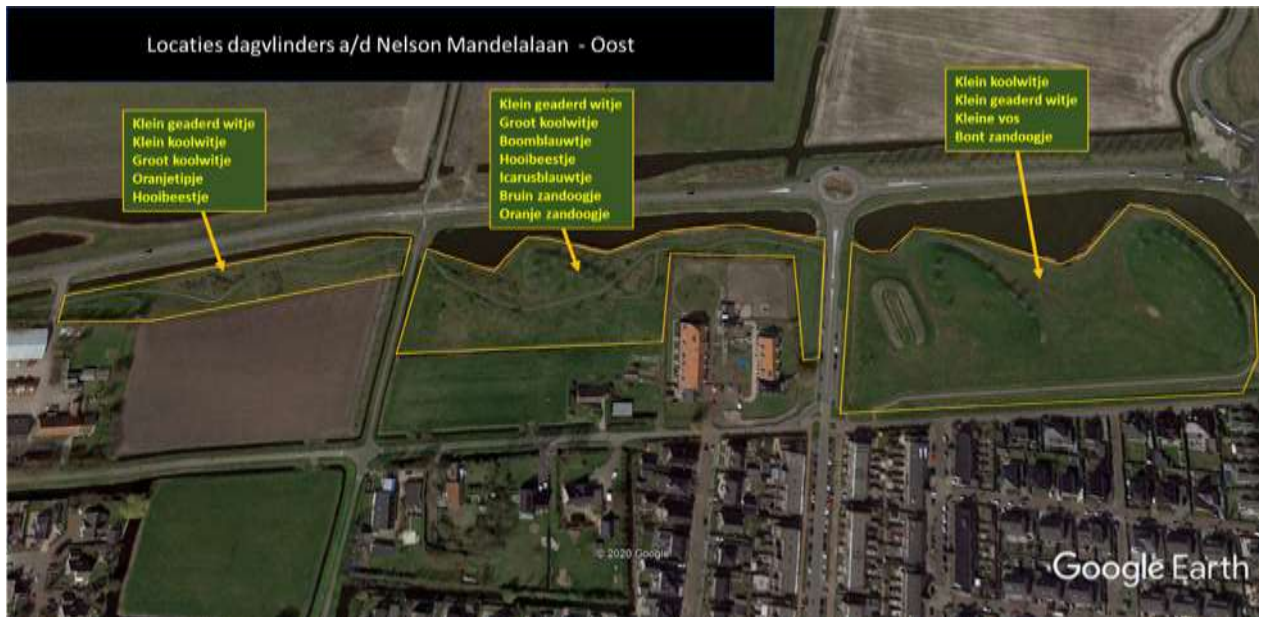 Locaties dagvlinders a/d Nelson Mandelalaan - Oost
Klein geaderd witje
Klein koolwitje
Groot koolwitje
Oranjetipje
Hooibeestje
Klein geaderd witje
Groot koolwitje
Boomblauwtje
Hooibeestje
Icarusblauwtje
Bruin zandoogje
Oranje zandoogje
Klein koolwitje
Klein geaderd witje
Kleine vos
Bont zandoogje
© 2020 Google
Google Earth